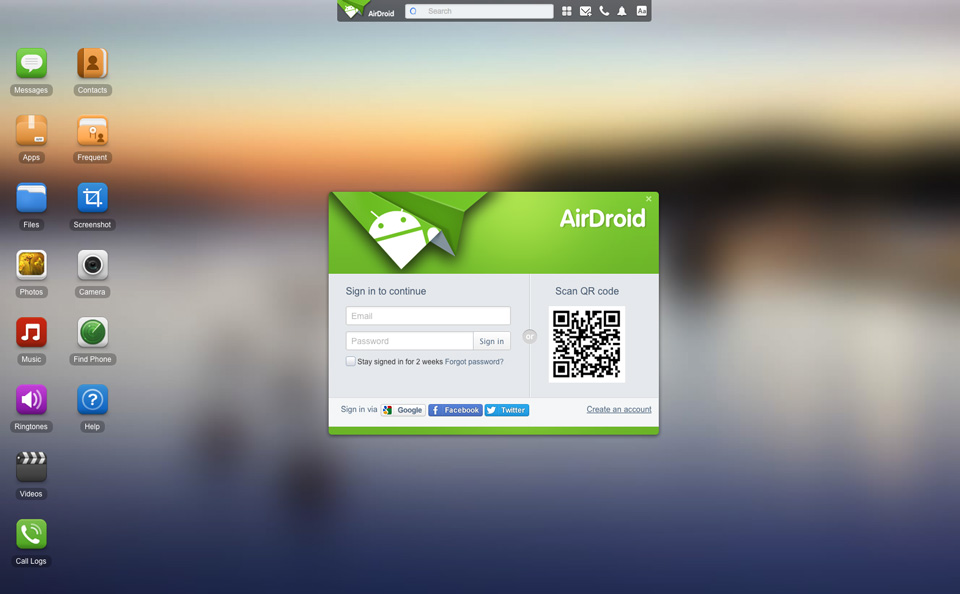 AirDroid
Search
Aa
Messages
Contacts
Apps
Frequent
Files
Screenshot
Photos
Camera
Music
Find Phone
Ringtones
Help
Videos
Call Logs
AirDroid
Sign in to continue
Email
Password
Sign in
Stay signed in for 2 weeks Forgot password?
or
Scan QR code
Sign in via Google Facebook Twitter
Create an account